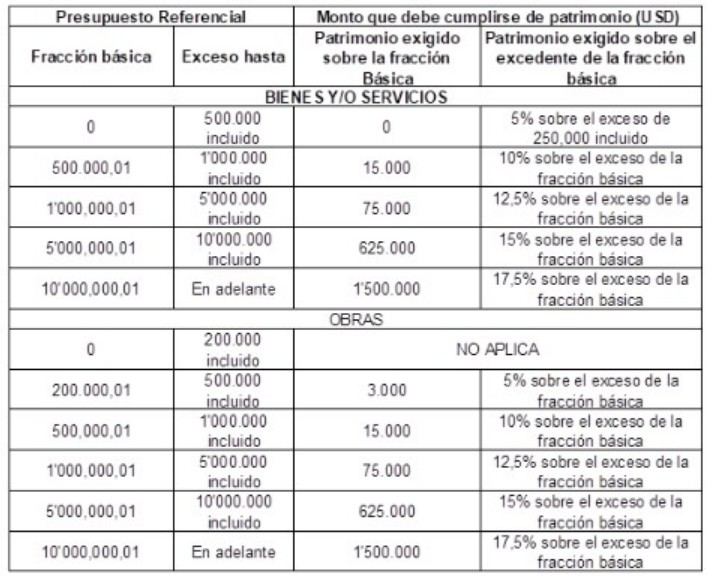 Presupuesto Referencial Monto que debe cumplirse de patrimonio (USD)
Fracción básica Exceso hasta Patrimonio exigido sobre la fracción Básica Patrimonio exigido sobre el excedente de la fracción básica
BIENES Y/O SERVICIOS
0 500.000 incluido 0 5% sobre el exceso de 250,000 incluido
500.000,01 1'000.000 incluido 15.000 10% sobre el exceso de la fracción básica
1'000,000,01 5'000.000 incluido 75.000 12,5% sobre el exceso de la fracción básica
5'000,000,01 10'000.000 incluido 625.000 15% sobre el exceso de la fracción básica
10'000,000,01 En adelante 1'500.000 17,5% sobre el exceso de la fracción básica
OBRAS
0 200.000 incluido NO APLICA
200.000,01 500.000 incluido 3.000 5% sobre el exceso de la fracción básica
500,000,01 1'000.000 incluido 15.000 10% sobre el exceso de la fracción básica
1'000,000,01 5'000.000 incluido 75.000 12,5% sobre el exceso de la fracción básica
5'000,000,01 10'000.000 incluido 625.000 15% sobre el exceso de la fracción básica
10'000,000,01 En adelante 1'500.000 17,5% sobre el exceso de la fracción básica